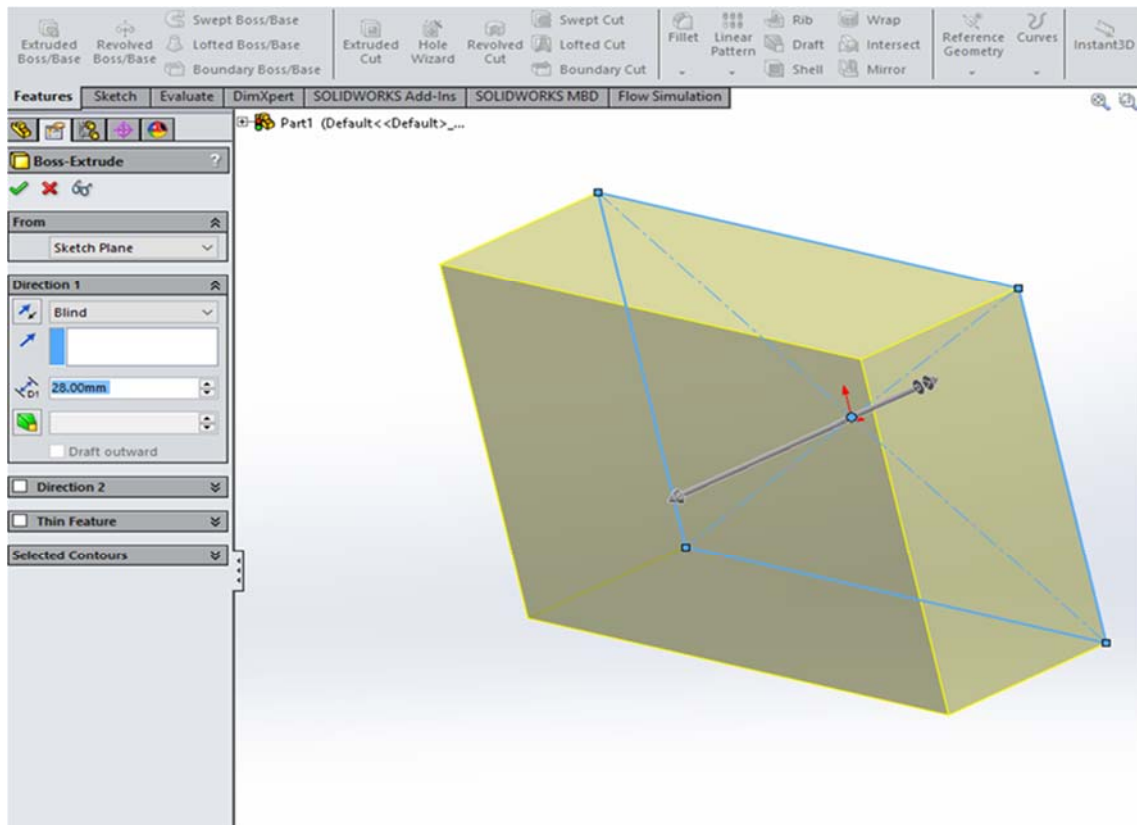 Extruded Boss/Base
Revolved Boss/Base
Swept Boss/Base
Lofted Boss/Base
Boundary Boss/Base
Extruded Cut
Hole Wizard
Revolved Cut
Swept Cut
Lofted Cut
Boundary Cut
Fillet
Linear Pattern
Rib
Draft
Shell
Wrap
Intersect
Mirror
Reference Geometry
Curves
Instant3D
Features
Sketch
Evaluate
DimXpert
SOLIDWORKS Add-Ins
SOLIDWORKS MBD
Flow Simulation
Part1 (Default<<Default>_...
Boss-Extrude
?
From
Sketch Plane
Direction 1
Blind
D1
28.00mm
Draft outward
Direction 2
Thin Feature
Selected Contours